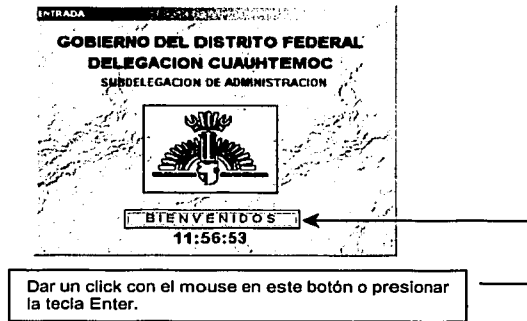 ENTRADA
GOBIERNO DEL DISTRITO FEDERAL
DELEGACION CUAUHTEMOC
SUBDELEGACION DE ADMINISTRACION
BIENVENIDOS
11:56:53
Dar un click con el mouse en este botón o presionar
la tecla Enter.